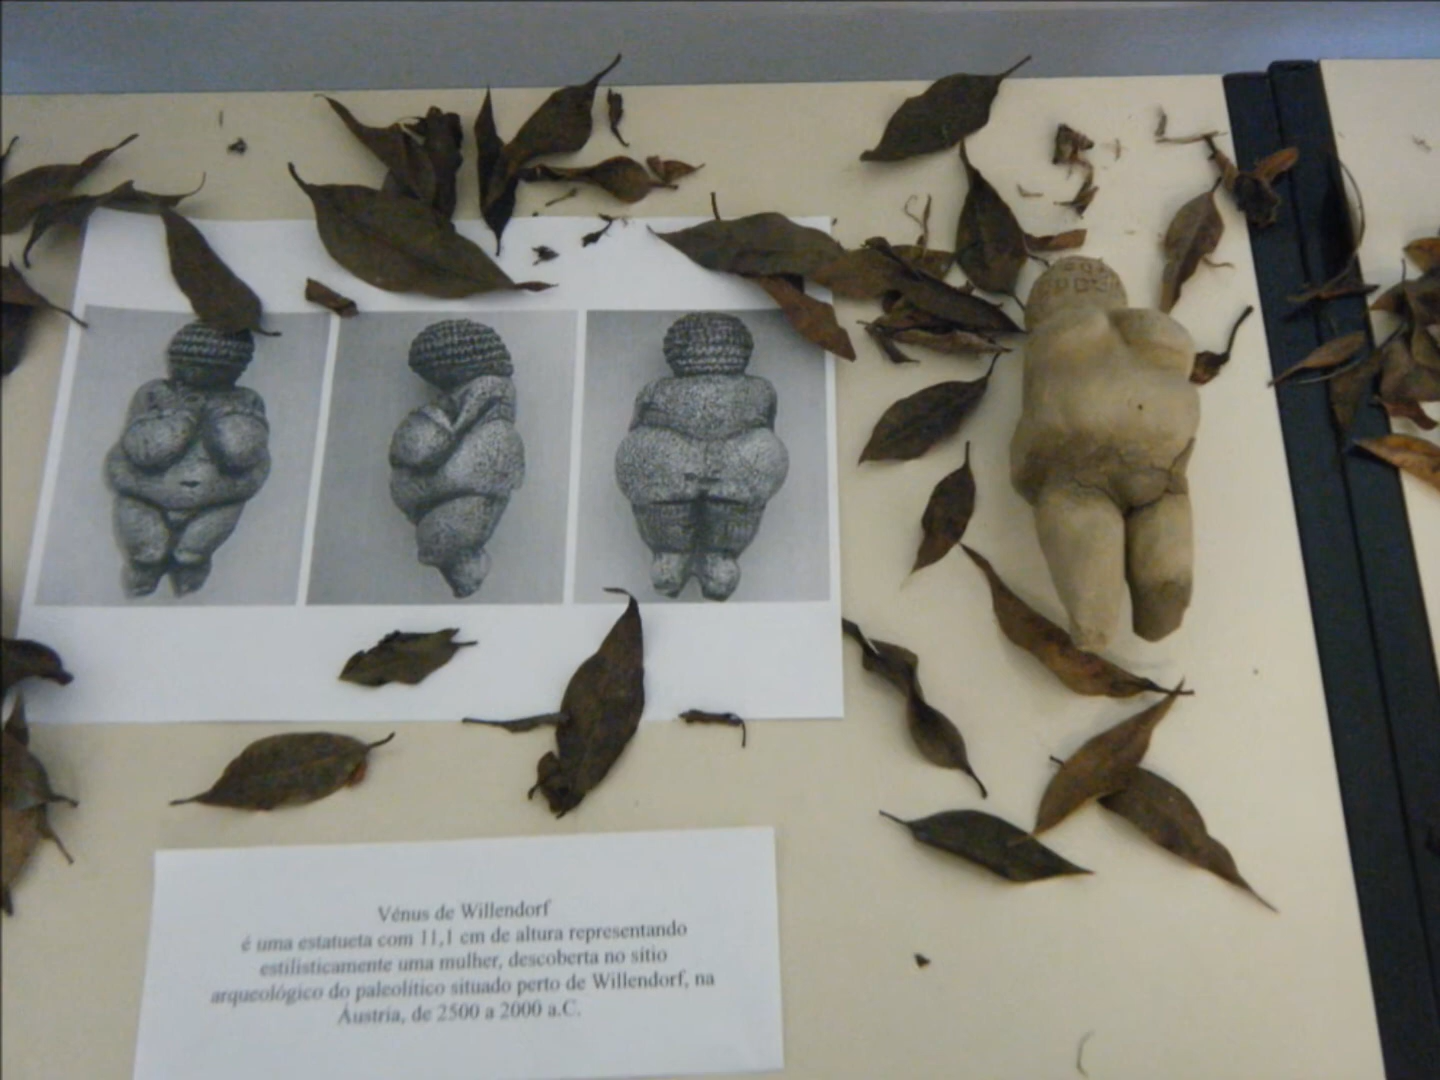 Vénus de Willendorf
é uma estatueta com 11,1 cm de altura representando
estilisticamente uma mulher, descoberta no sítio
arqueológico do paleolítico situado perto de Willendorf, na
Áustria, de 2500 a 2000 a.C.